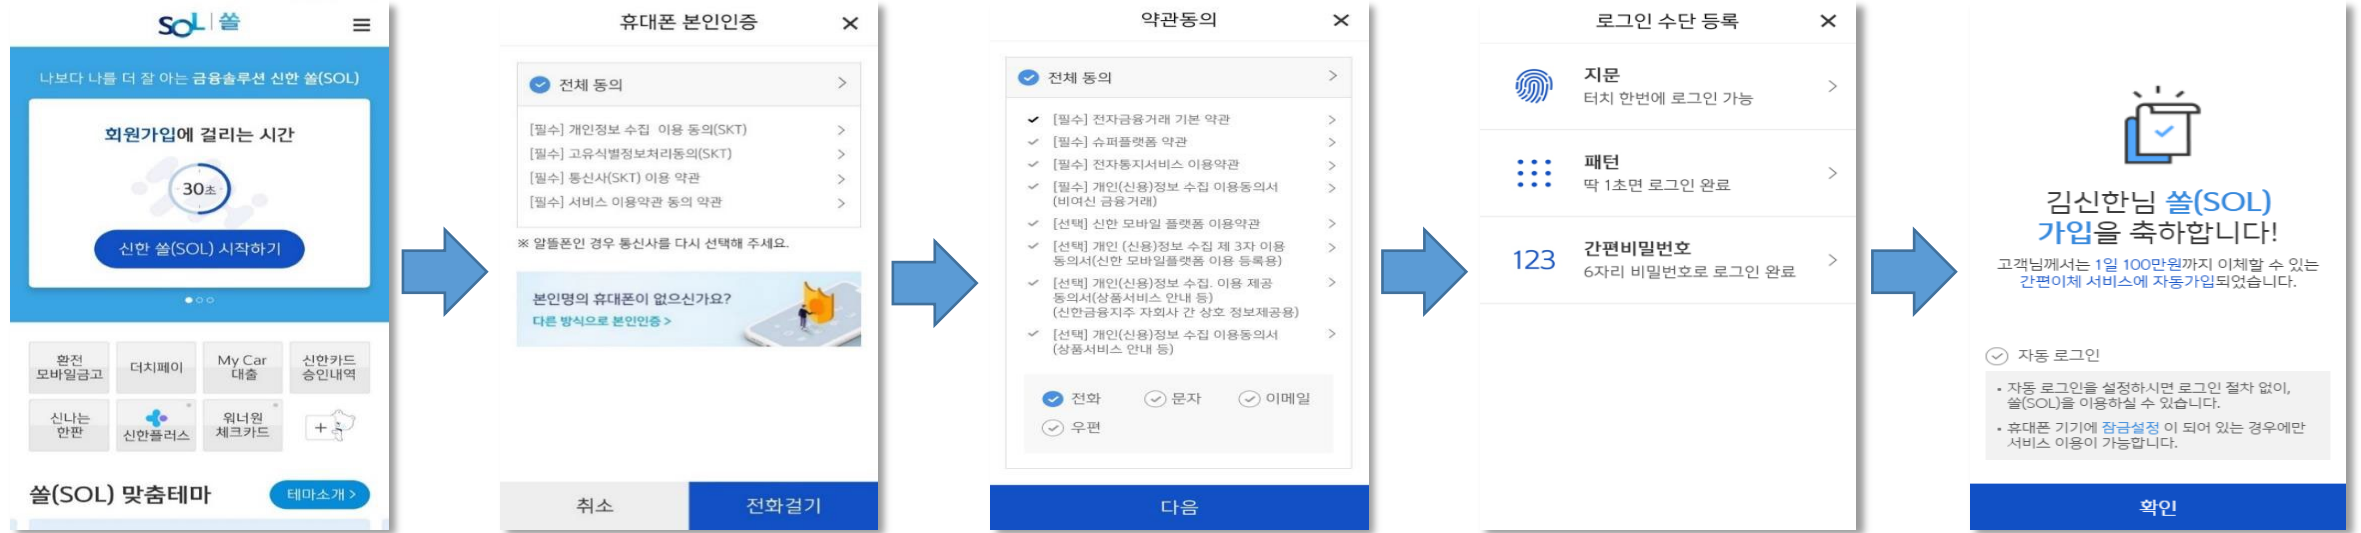 SOL 쏠
나보다 나를 더 잘 아는 금융솔루션 신한 쏠(SOL)
회원가입에 걸리는 시간
30초
신한 쏠(SOL) 시작하기
환전
모바일금고
더치페이
My Car
대출
신한카드
승인내역
신나는
한판
신한플러스
워너원
체크카드
+
쏠(SOL) 맞춤테마
테마소개 >
휴대폰 본인인증
전체 동의
[필수] 개인정보 수집 이용 동의(SKT)
[필수] 고유식별정보처리동의(SKT)
[필수] 통신사(SKT) 이용 약관
[필수] 서비스 이용약관 동의 약관
※ 알뜰폰인 경우 통신사를 다시 선택해 주세요.
본인명의 휴대폰이 없으신가요?
다른 방식으로 본인인증 >
취소
전화걸기
약관동의
전체 동의
[필수] 전자금융거래 기본 약관
[필수] 슈퍼플랫폼 약관
[필수] 전자통지서비스 이용약관
[필수] 개인(신용)정보 수집 이용동의서
(비여신 금융거래)
[선택] 신한 모바일 플랫폼 이용약관
[선택] 개인 (신용)정보 수집 제 3자 이용
동의서(신한 모바일플랫폼 이용 등록용)
[선택] 개인(신용)정보 수집. 이용 제공
동의서(상품서비스 안내 등)
(신한금융지주 자회사 간 상호 정보제공용)
[선택] 개인(신용)정보 수집 이용동의서
(상품서비스 안내 등)
전화
문자
이메일
우편
다음
로그인 수단 등록
지문
터치 한번에 로그인 가능
패턴
딱 1초면 로그인 완료
123
간편비밀번호
6자리 비밀번호로 로그인 완료
김신한님 쏠(SOL)
가입을 축하합니다!
고객님께서는 1일 100만원까지 이체할 수 있는
간편이체 서비스에 자동가입되었습니다.
자동 로그인
• 자동 로그인을 설정하시면 로그인 절차 없이,
쏠(SOL)을 이용하실 수 있습니다.
• 휴대폰 기기에 잠금설정 이 되어 있는 경우에만
서비스 이용이 가능합니다.
확인